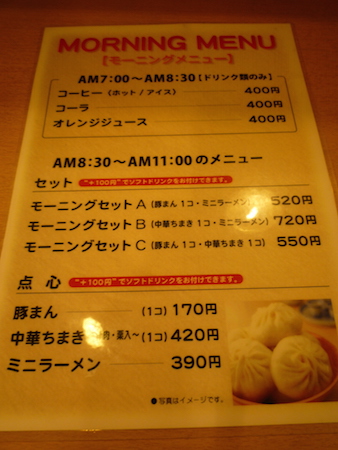 MORNING MENU
【モーニングメニュー】
AM7:00～AM8:30【ドリンク類のみ】
コーヒー（ホット / アイス） 400円
コーラ 400円
オレンジジュース 400円
AM8:30～AM11:00のメニュー
セット “＋100円”でソフトドリンクをお付けできます。
モーニングセットA（豚まん 1コ・ミニラーメン） 520円
モーニングセットB（中華ちまき 1コ・ミニラーメン） 720円
モーニングセットC（豚まん 1コ・中華ちまき 1コ） 550円
点 心 “＋100円”でソフトドリンクをお付けできます。
豚まん （1コ） 170円
中華ちまき ・栗入～（1コ） 420円
ミニラーメン 390円
●写真はイメージです。